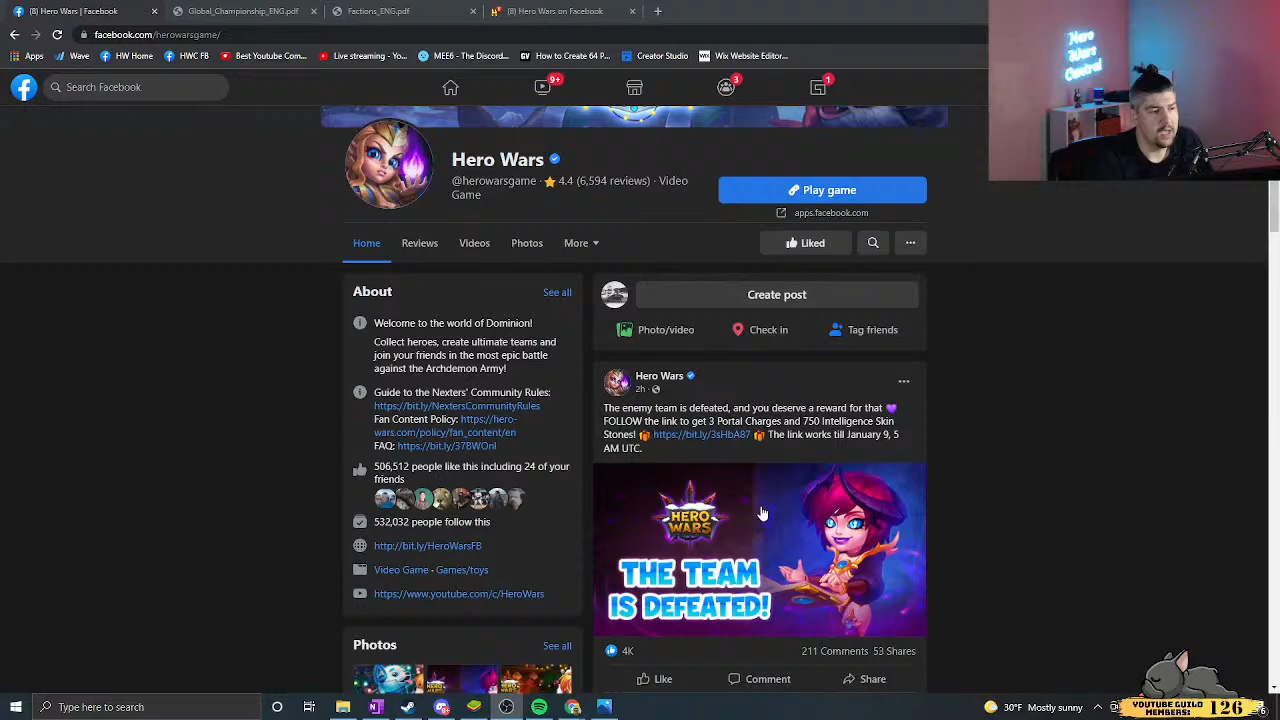 (8) Hero Wars | Facebook
Global_Championship_ENG.pdf
Factions_ENG.pdf
(8) Hero Wars on Facebook
facebook.com/herowarsgame/
Apps
Wave
HW Home
HWC FB
Best Youtube Com...
Live streaming - Yo...
MEE6 - The Discord...
How to Create 64 P...
Creator Studio
Wix Website Editor...
Search Facebook
9+
3
1
Hero Wars Central
Hero Wars
@herowarsgame · 4.4 (6,594 reviews) · Video
Game
Play game
apps.facebook.com
Home
Reviews
Videos
Photos
More
Liked
About
See all
Welcome to the world of Dominion!
Collect heroes, create ultimate teams and
join your friends in the most epic battle
against the Archdemon Army!
Guide to the Nexters' Community Rules:
https://bit.ly/NextersCommunityRules
Fan Content Policy: https://hero-
wars.com/policy/fan_content/en
FAQ: https://bit.ly/37BWOnl
506,512 people like this including 24 of your
friends
532,032 people follow this
http://bit.ly/HeroWarsFB
Video Game · Games/toys
https://www.youtube.com/c/HeroWars
Photos
See all
Create post
Photo/video
Check in
Tag friends
Hero Wars
2h ·
The enemy team is defeated, and you deserve a reward for that 💜
FOLLOW the link to get 3 Portal Charges and 750 Intelligence Skin
Stones! 🎁 https://bit.ly/3sHbA87 🎁 The link works till January 9, 5
AM UTC.
HERO
WARS
THE TEAM
IS DEFEATED!
4K
211 Comments 53 Shares
Like
Comment
Share
Type here to search
30°F Mostly sunny
YOUTUBE GUILD
MEMBERS:
126